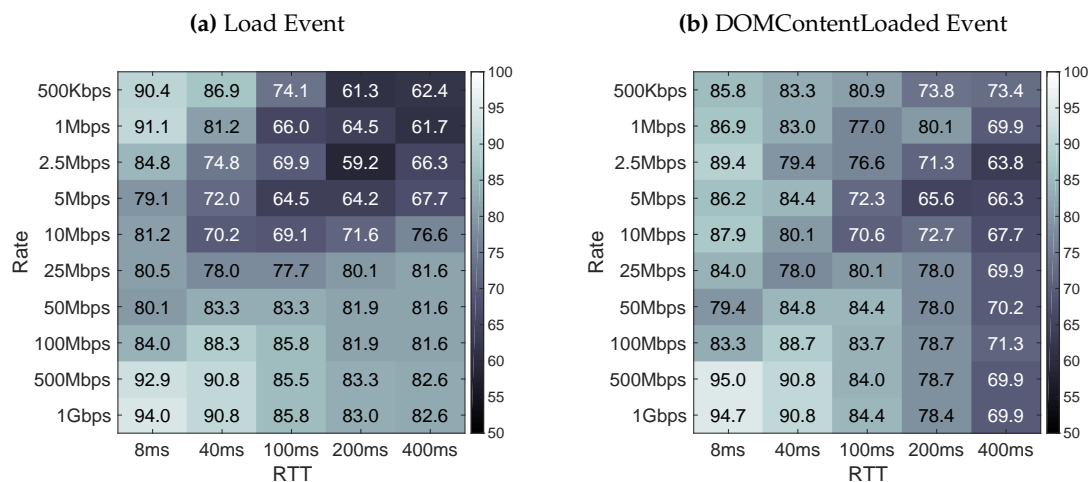 (a) Load Event
500Kbps 90.4 86.9 74.1 61.3 62.4
1Mbps 91.1 81.2 66.0 64.5 61.7
2.5Mbps 84.8 74.8 69.9 59.2 66.3
5Mbps 79.1 72.0 64.5 64.2 67.7
10Mbps 81.2 70.2 69.1 71.6 76.6
25Mbps 80.5 78.0 77.7 80.1 81.6
50Mbps 80.1 83.3 83.3 81.9 81.6
100Mbps 84.0 88.3 85.8 81.9 81.6
500Mbps 92.9 90.8 85.5 83.3 82.6
1Gbps 94.0 90.8 85.8 83.0 82.6
8ms 40ms 100ms 200ms 400ms
RTT
Rate
100
95
90
85
80
75
70
65
60
55
50
(b) DOMContentLoaded Event
500Kbps 85.8 83.3 80.9 73.8 73.4
1Mbps 86.9 83.0 77.0 80.1 69.9
2.5Mbps 89.4 79.4 76.6 71.3 63.8
5Mbps 86.2 84.4 72.3 65.6 66.3
10Mbps 87.9 80.1 70.6 72.7 67.7
25Mbps 84.0 78.0 80.1 78.0 69.9
50Mbps 79.4 84.8 84.4 78.0 70.2
100Mbps 83.3 88.7 83.7 78.7 71.3
500Mbps 95.0 90.8 84.0 78.7 69.9
1Gbps 94.7 90.8 84.4 78.4 69.9
8ms 40ms 100ms 200ms 400ms
RTT
Rate
100
95
90
85
80
75
70
65
60
55
50